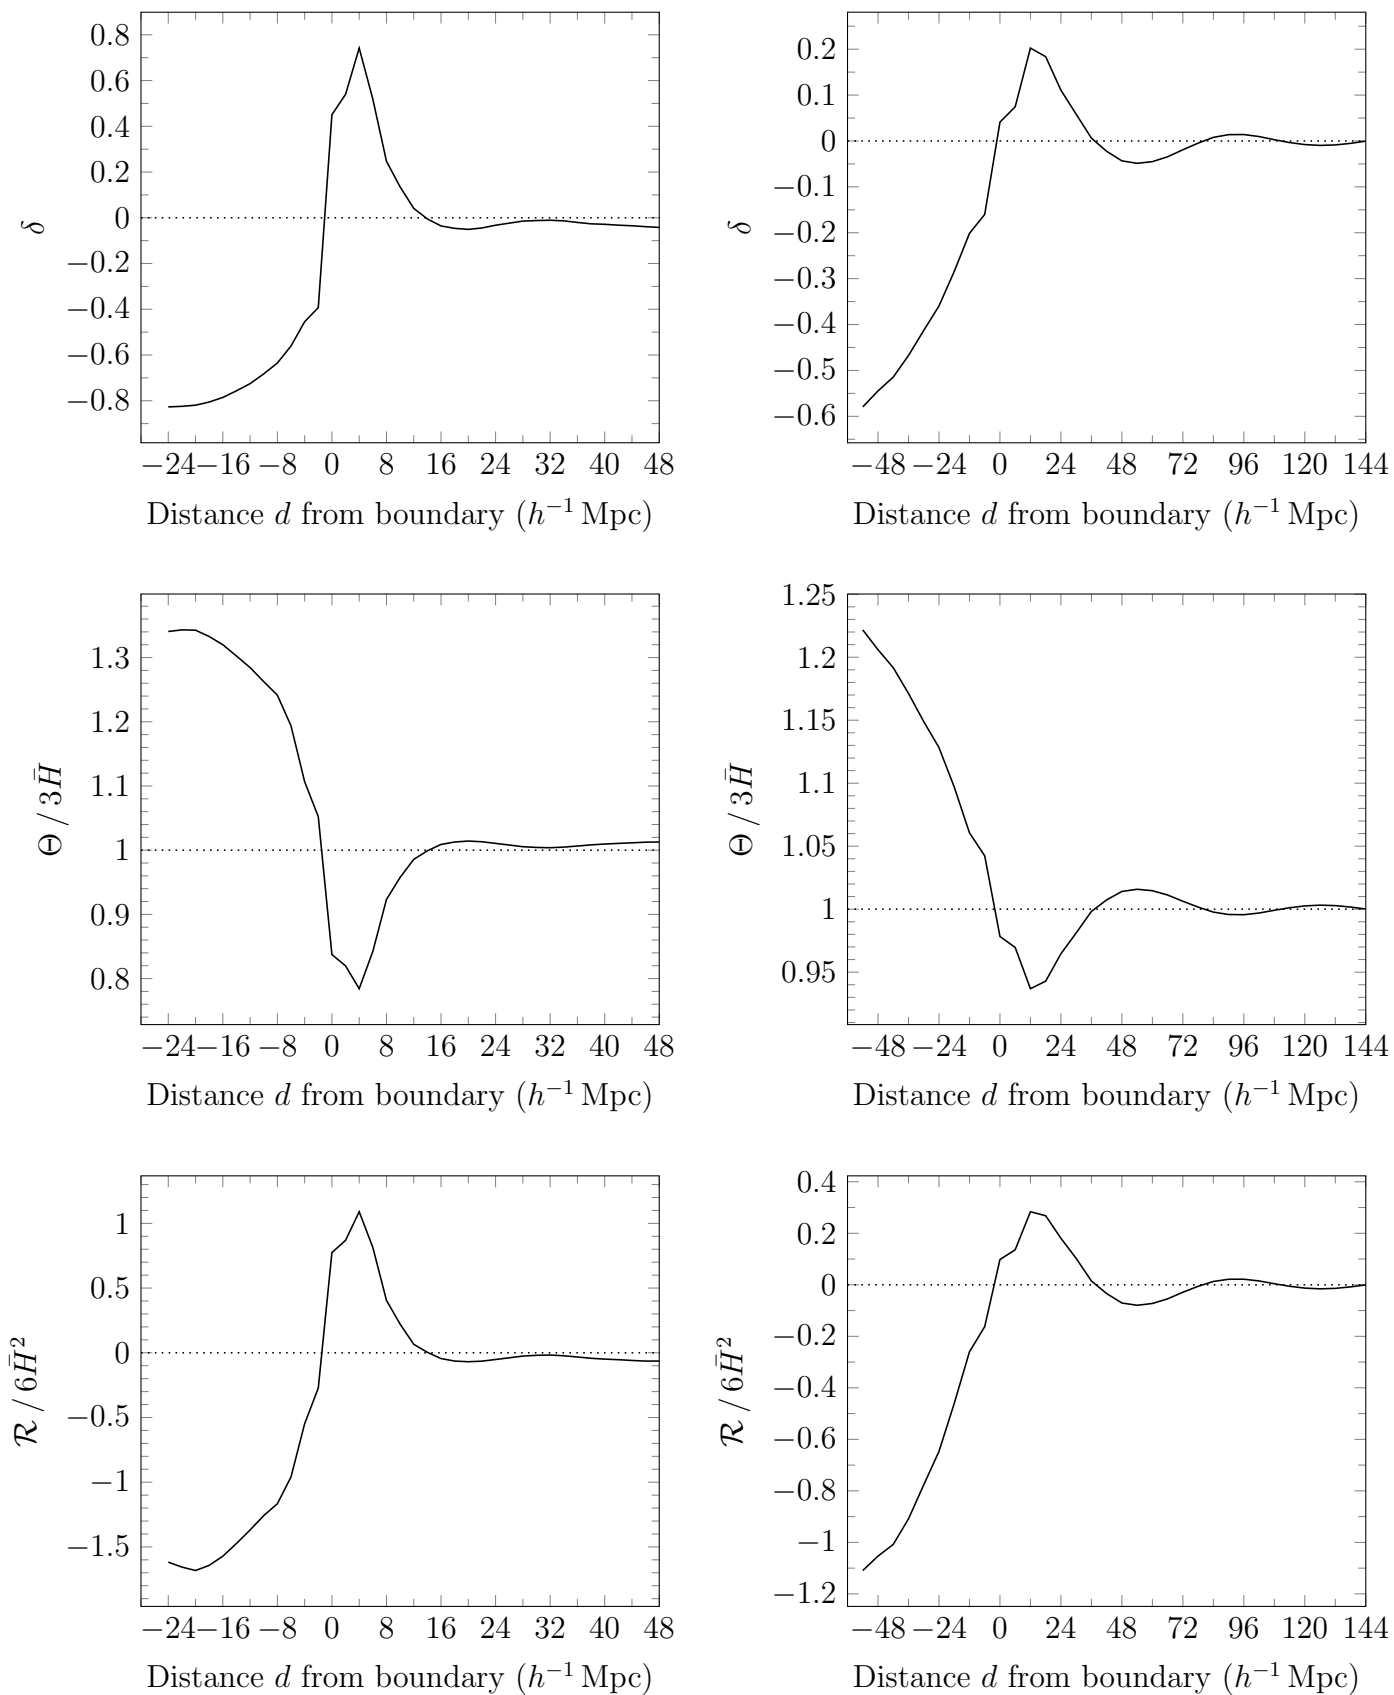 0.8
0.6
0.4
0.2
0
−0.2
−0.4
−0.6
−0.8
δ
−24 −16 −8 0 8 16 24 32 40 48
Distance d from boundary (h⁻¹ Mpc)
0.2
0.1
0
−0.1
−0.2
−0.3
−0.4
−0.5
−0.6
δ
−48 −24 0 24 48 72 96 120 144
Distance d from boundary (h⁻¹ Mpc)
1.3
1.2
1.1
1
0.9
0.8
Θ / 3H̄
−24 −16 −8 0 8 16 24 32 40 48
Distance d from boundary (h⁻¹ Mpc)
1.25
1.2
1.15
1.1
1.05
1
0.95
Θ / 3H̄
−48 −24 0 24 48 72 96 120 144
Distance d from boundary (h⁻¹ Mpc)
1
0.5
0
−0.5
−1
−1.5
ℛ / 6H̄²
−24 −16 −8 0 8 16 24 32 40 48
Distance d from boundary (h⁻¹ Mpc)
0.4
0.2
0
−0.2
−0.4
−0.6
−0.8
−1
−1.2
ℛ / 6H̄²
−48 −24 0 24 48 72 96 120 144
Distance d from boundary (h⁻¹ Mpc)